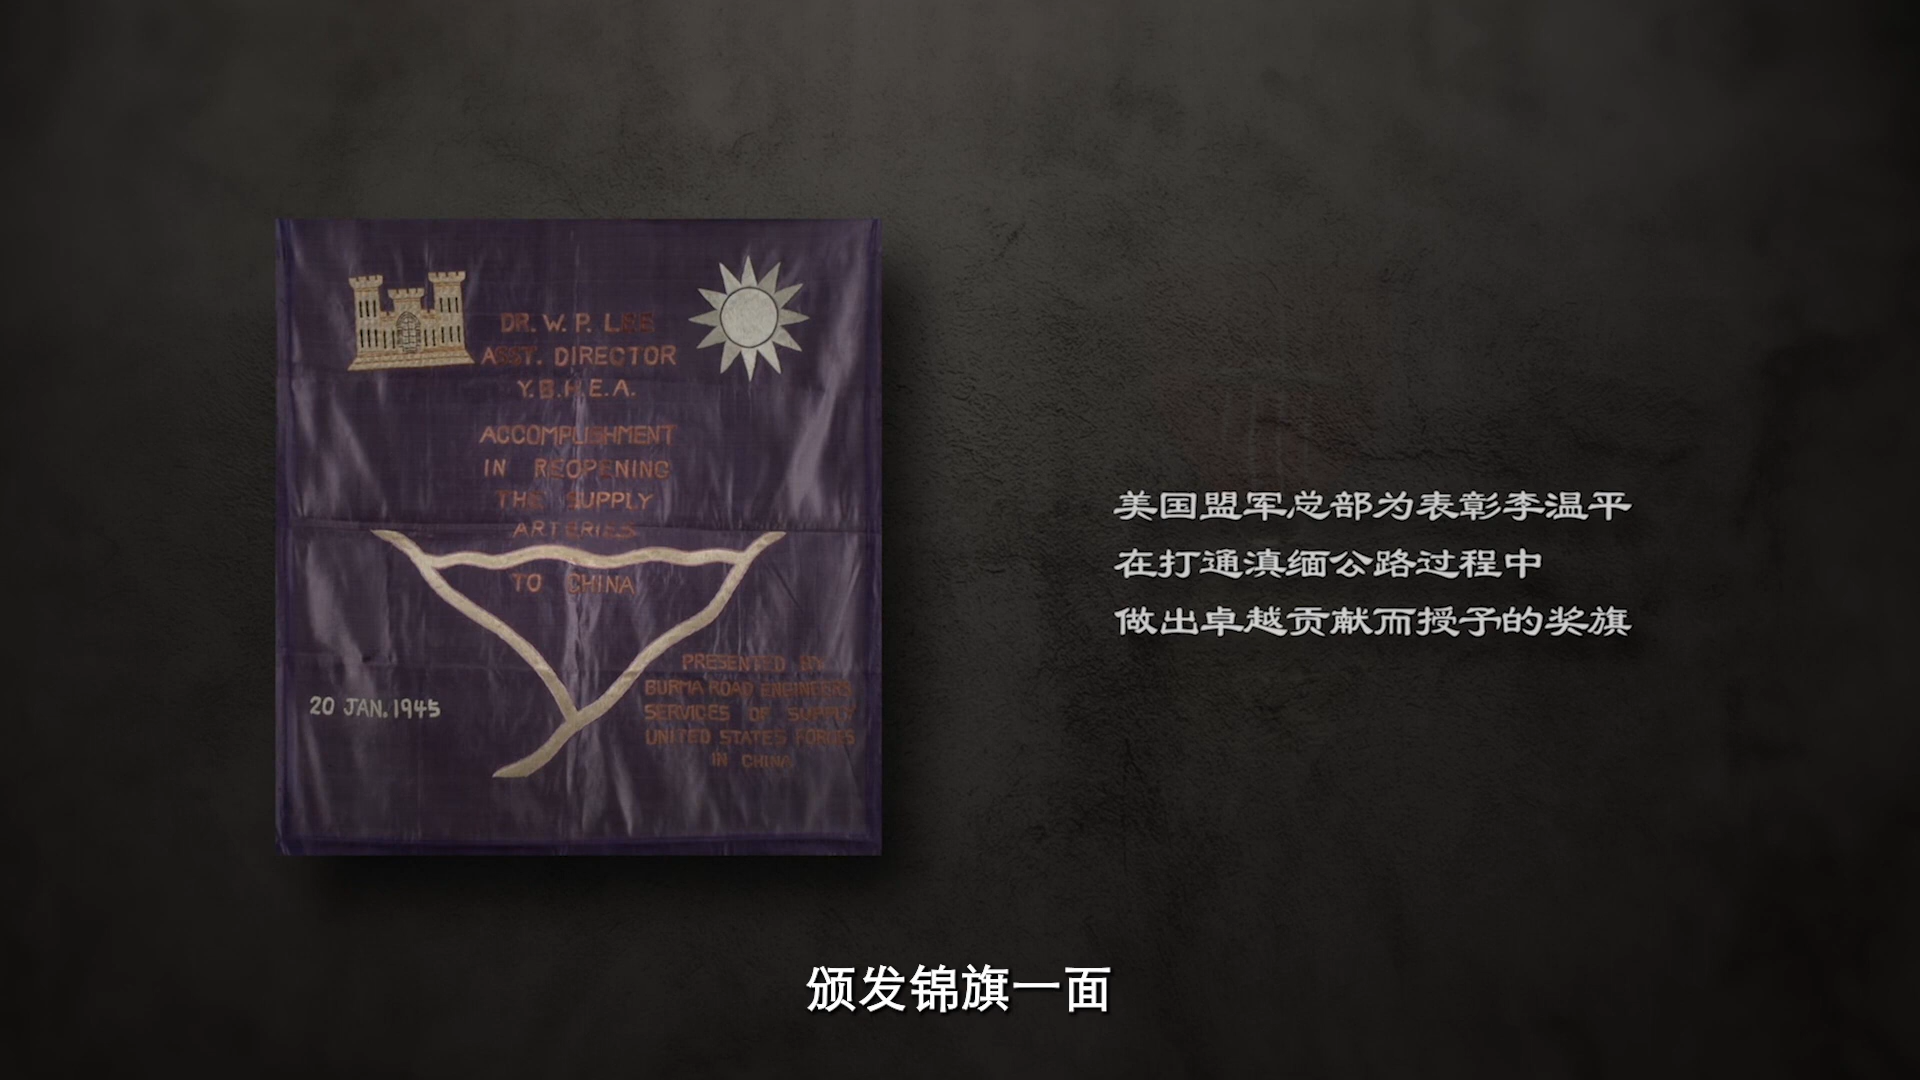 DR. W. P. LEE
ASST. DIRECTOR
Y.B.H.E.A.
ACCOMPLISHMENT
IN REOPENING
THE SUPPLY
ARTERIES
TO CHINA
20 JAN. 1945
PRESENTED BY
BURMA ROAD ENGINEERS
SERVICES OF SUPPLY
UNITED STATES FORCES
IN CHINA
美国盟军总部为表彰李温平
在打通滇缅公路过程中
做出卓越贡献而授予的奖旗
颁发锦旗一面